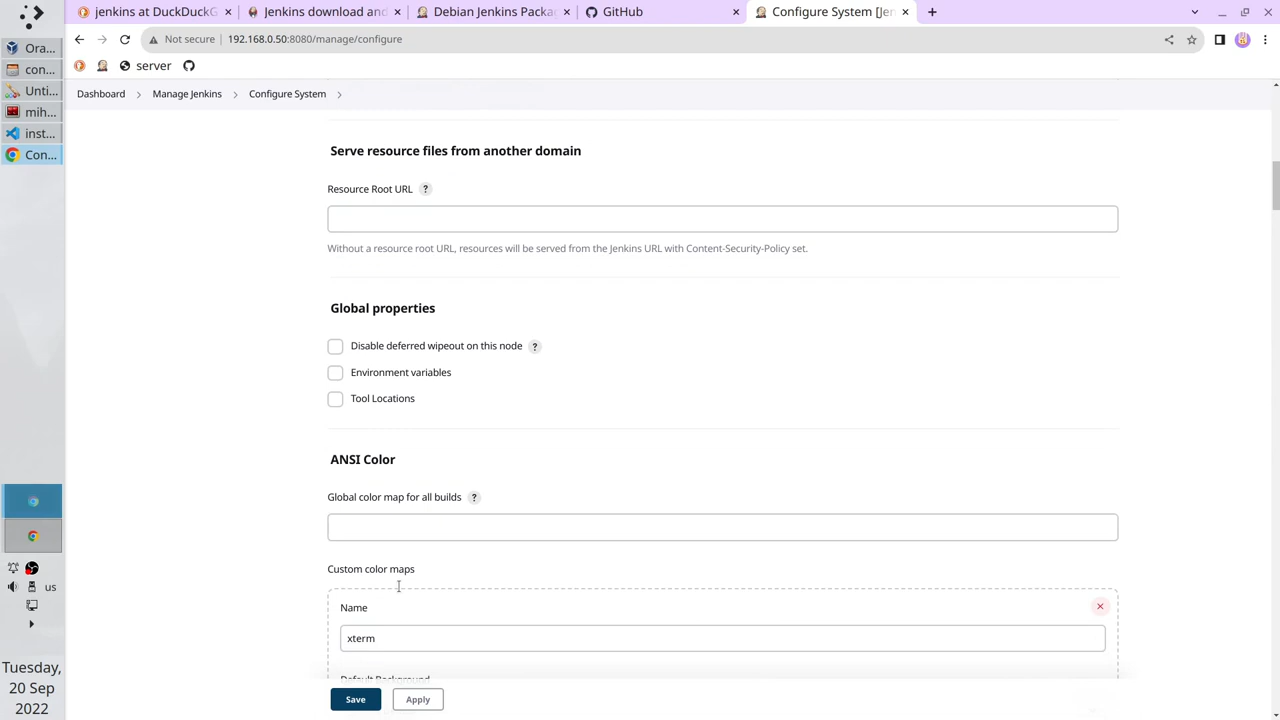 jenkins at DuckDuckG
Jenkins download and
Debian Jenkins Packa
GitHub
Configure System [Jen
Not secure
192.168.0.50:8080/manage/configure
server
Dashboard
Manage Jenkins
Configure System
Ora...
con...
Unti...
mih...
inst...
Con...
Serve resource files from another domain
Resource Root URL ?
Without a resource root URL, resources will be served from the Jenkins URL with Content-Security-Policy set.
Global properties
Disable deferred wipeout on this node ?
Environment variables
Tool Locations
ANSI Color
Global color map for all builds ?
Custom color maps
Name
xterm
Default Background
Save
Apply
us
Tuesday,
20 Sep
2022